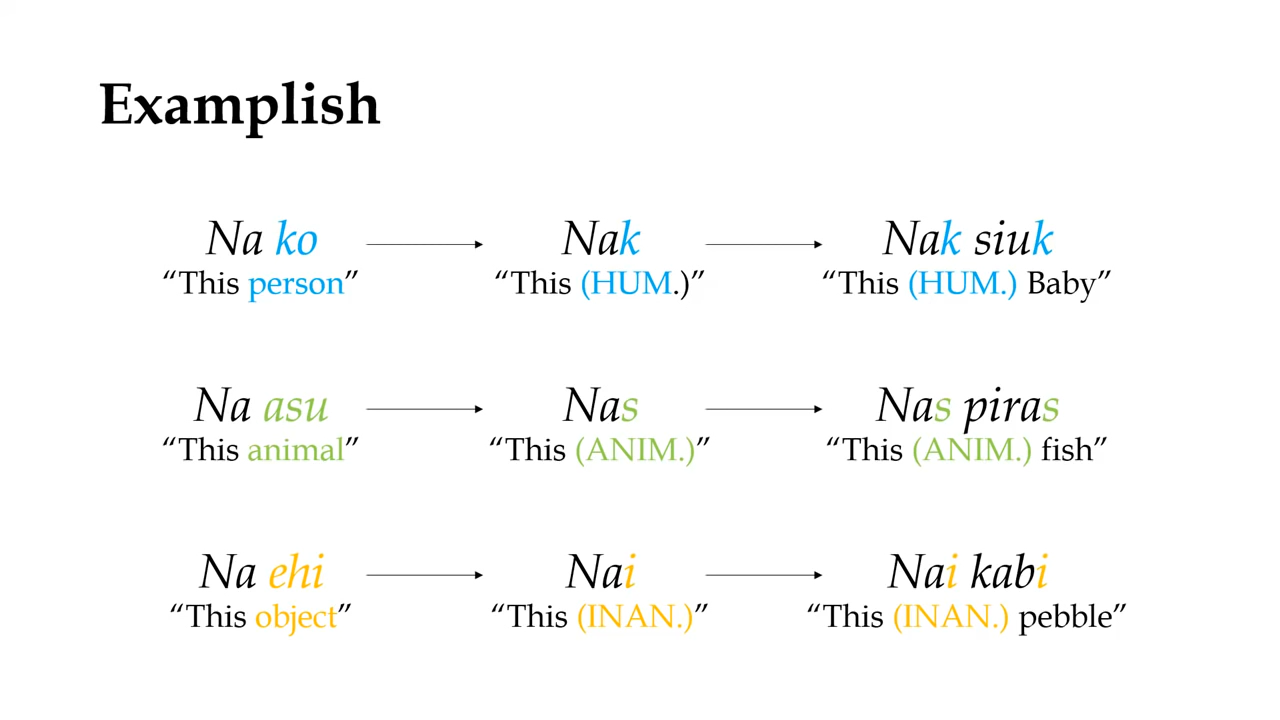 Examplish
Na ko
Nak
Nak siuk
“This person”
“This (HUM.)”
“This (HUM.) Baby”
Na asu
Nas
Nas piras
“This animal”
“This (ANIM.)”
“This (ANIM.) fish”
Na ehi
Nai
Nai kabi
“This object”
“This (INAN.)”
“This (INAN.) pebble”